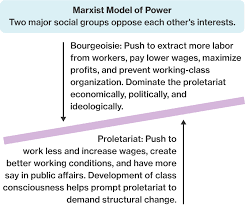 Marxist Model of Power
Two major social groups oppose each other's interests.
Bourgeoisie: Push to extract more labor
from workers, pay lower wages, maximize
profits, and prevent working-class
organization. Dominate the proletariat
economically, politically, and
ideologically.
Proletariat: Push to
work less and increase wages, create
better working conditions, and have more
say in public affairs. Development of class
consciousness helps prompt proletariat to
demand structural change.